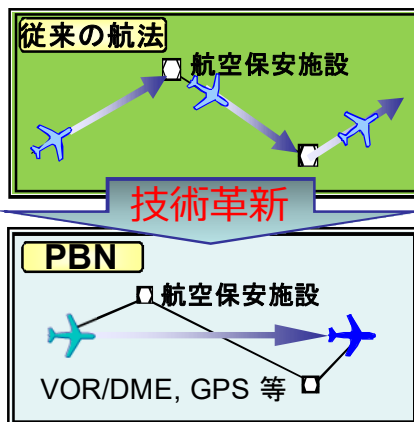 従来の航法
航空保安施設
技術革新
PBN
航空保安施設
VOR/DME, GPS 等